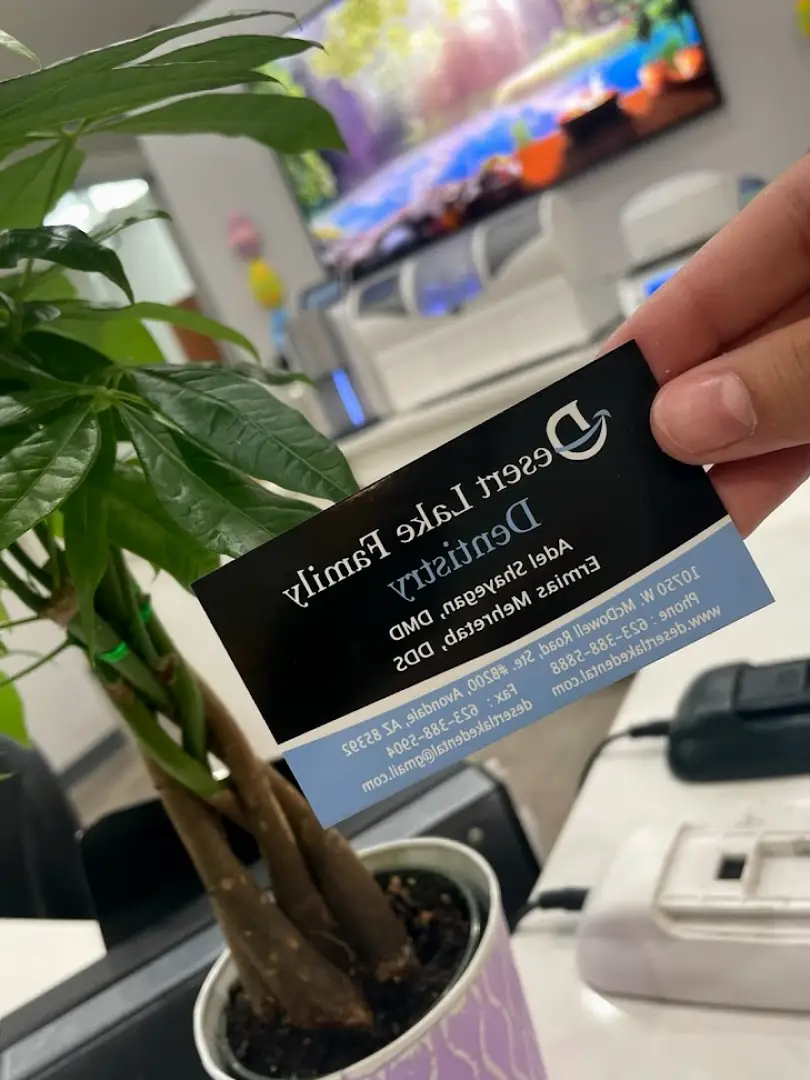 Desert Lake Family
Dentistry
Adel Shayegan, DMD
Ermias Mehretab, DDS
10750 W. McDowell Road, Ste. #B200, Avondale, AZ 85392
Phone : 623-388-5888 Fax : 623-388-5904
www.desertlakedental.com desertlakedental@gmail.com